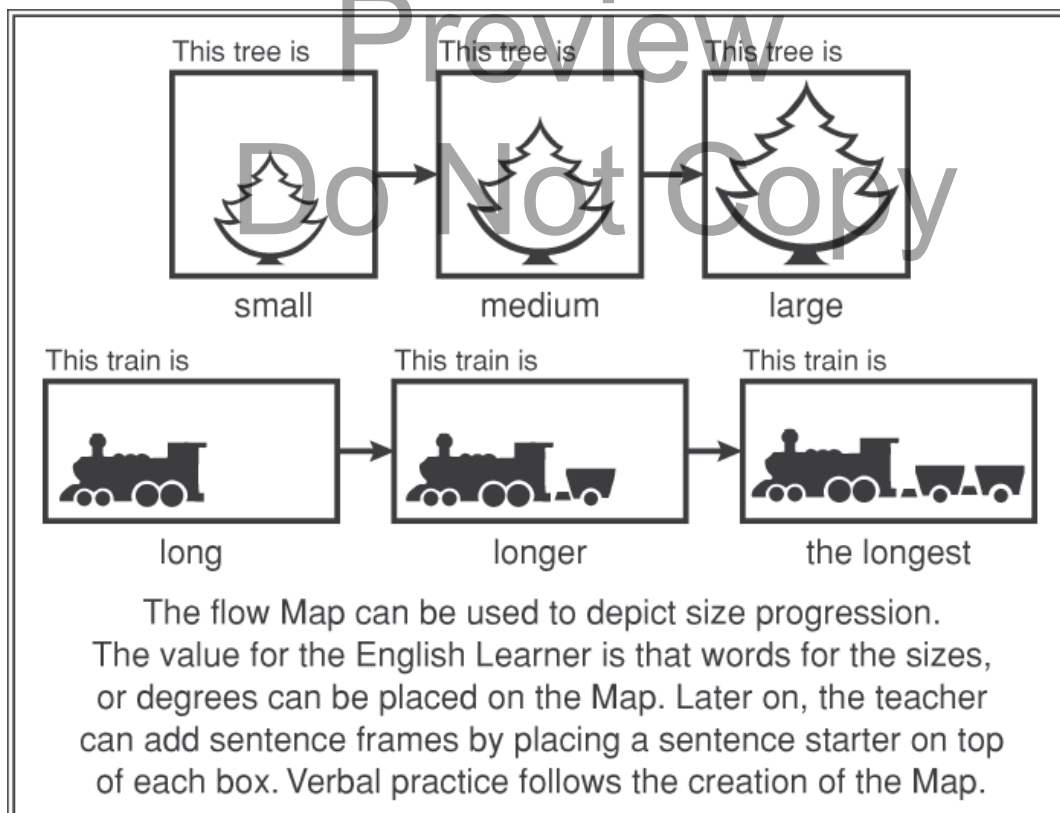 Preview
This tree is This tree is This tree is
Do Not Copy
small medium large
This train is This train is This train is
long longer the longest
The flow Map can be used to depict size progression.
The value for the English Learner is that words for the sizes,
or degrees can be placed on the Map. Later on, the teacher
can add sentence frames by placing a sentence starter on top
of each box. Verbal practice follows the creation of the Map.